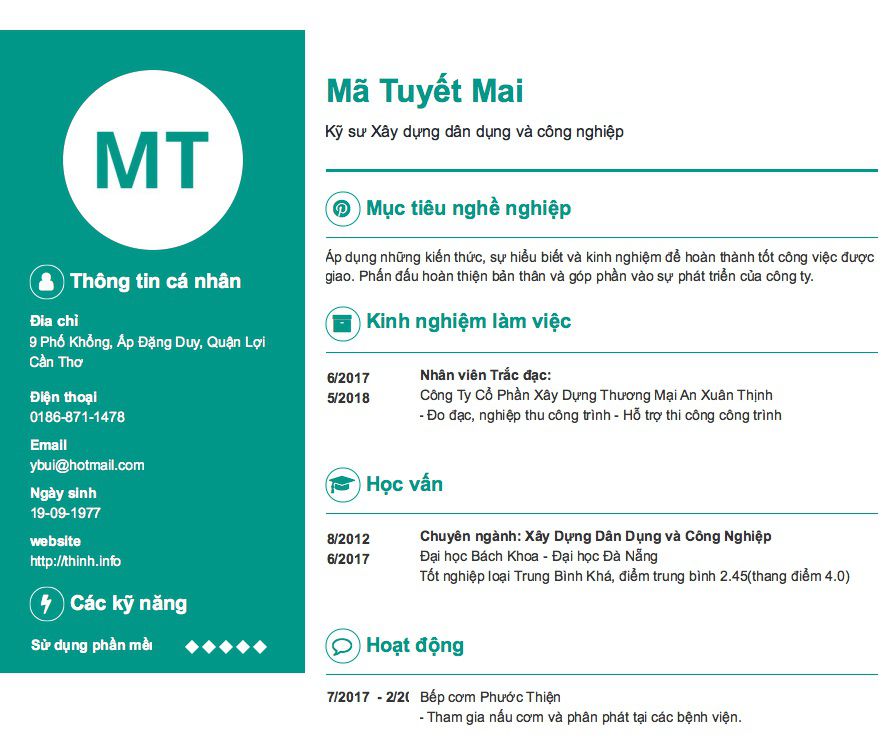 MT
Thông tin cá nhân
Địa chỉ
9 Phố Khổng, Ấp Đặng Duy, Quận Lợi
Cần Thơ
Điện thoại
0186-871-1478
Email
ybui@hotmail.com
Ngày sinh
19-09-1977
website
http://thinh.info
Các kỹ năng
Sử dụng phần
Mã Tuyết Mai
Kỹ sư Xây dựng dân dụng và công nghiệp
Mục tiêu nghề nghiệp
Áp dụng những kiến thức, sự hiểu biết và kinh nghiệm để hoàn thành tốt công việc được
giao. Phấn đấu hoàn thiện bản thân và góp phần vào sự phát triển của công ty.
Kinh nghiệm làm việc
6/2017
5/2018
Nhân viên Trắc đạc:
Công Ty Cổ Phần Xây Dựng Thương Mại An Xuân Thịnh
- Đo đạc, nghiệp thu công trình - Hỗ trợ thi công công trình
Học vấn
8/2012
6/2017
Chuyên ngành: Xây Dựng Dân Dụng và Công Nghiệp
Đại học Bách Khoa - Đại học Đà Nẵng
Tốt nghiệp loại Trung Bình Khá, điểm trung bình 2.45(thang điểm 4.0)
Hoạt động
7/2017 -
Bếp cơm Phước Thiện
- Tham gia nấu cơm và phân phát tại các bệnh viện.